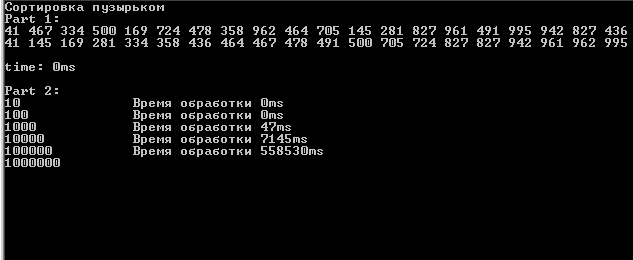 Сортировка пузырьком
Part 1:
41 467 334 500 169 724 478 358 962 464 705 145 281 827 961 491 995 942 827 436
41 145 169 281 334 358 436 464 467 478 491 500 705 724 827 827 942 961 962 995
time: 0ms
Part 2:
10 Время обработки 0ms
100 Время обработки 0ms
1000 Время обработки 47ms
10000 Время обработки 7145ms
100000 Время обработки 558530ms
1000000